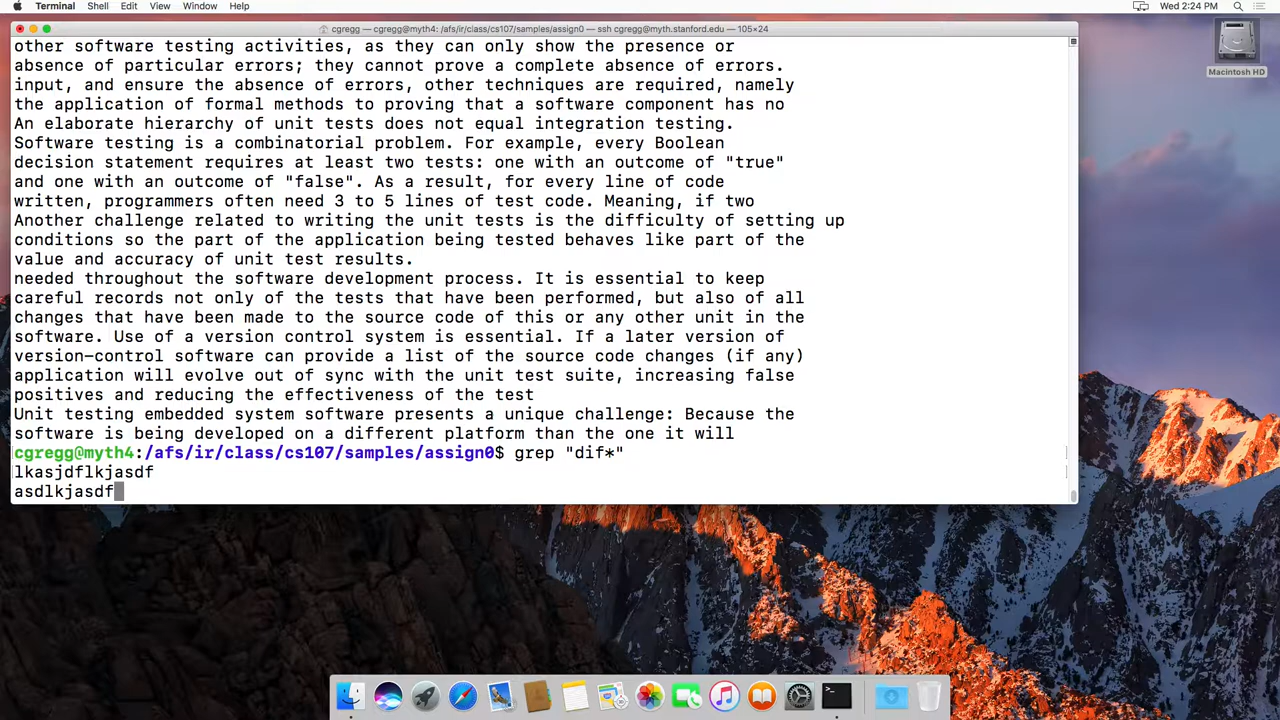 Terminal Shell Edit View Window Help Wed 2:24 PM
cgregg — cgregg@myth4: /afs/ir/class/cs107/samples/assign0 — ssh cgregg@myth.stanford.edu — 105×24
Macintosh HD
other software testing activities, as they can only show the presence or
absence of particular errors; they cannot prove a complete absence of errors.
input, and ensure the absence of errors, other techniques are required, namely
the application of formal methods to proving that a software component has no
An elaborate hierarchy of unit tests does not equal integration testing.
Software testing is a combinatorial problem. For example, every Boolean
decision statement requires at least two tests: one with an outcome of "true"
and one with an outcome of "false". As a result, for every line of code
written, programmers often need 3 to 5 lines of test code. Meaning, if two
Another challenge related to writing the unit tests is the difficulty of setting up
conditions so the part of the application being tested behaves like part of the
value and accuracy of unit test results.
needed throughout the software development process. It is essential to keep
careful records not only of the tests that have been performed, but also of all
changes that have been made to the source code of this or any other unit in the
software. Use of a version control system is essential. If a later version of
version-control software can provide a list of the source code changes (if any)
application will evolve out of sync with the unit test suite, increasing false
positives and reducing the effectiveness of the test
Unit testing embedded system software presents a unique challenge: Because the
software is being developed on a different platform than the one it will
cgregg@myth4:/afs/ir/class/cs107/samples/assign0$ grep "dif*"
lkasjdflkjasdf
asdlkjasdf